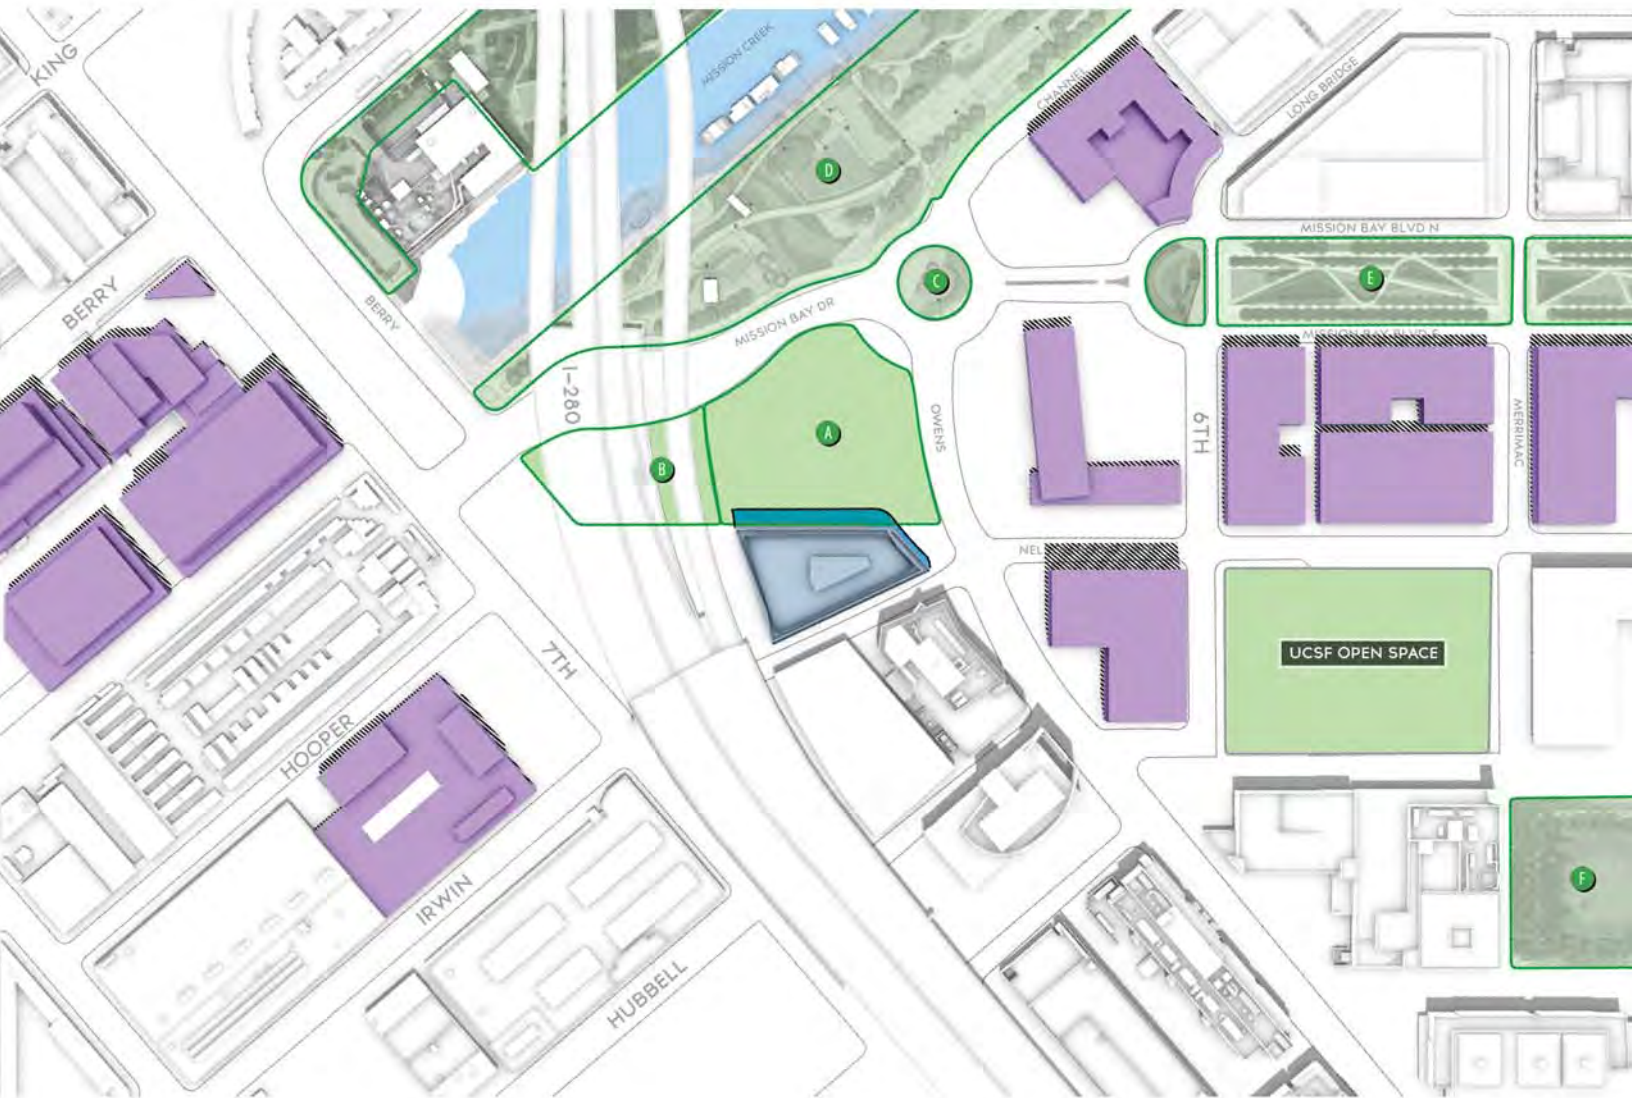 KING
MISSION CREEK
CHANNEL
LONG BRIDGE
D
MISSION BAY BLVD N
BERRY
BERRY
C
E
MISSION BAY DR
MISSION BAY BLVD
I-280
A
B
OWENS
6TH
MERRIMAC
NEL
7TH
UCSF OPEN SPACE
HOOPER
IRWIN
F
HUBBELL